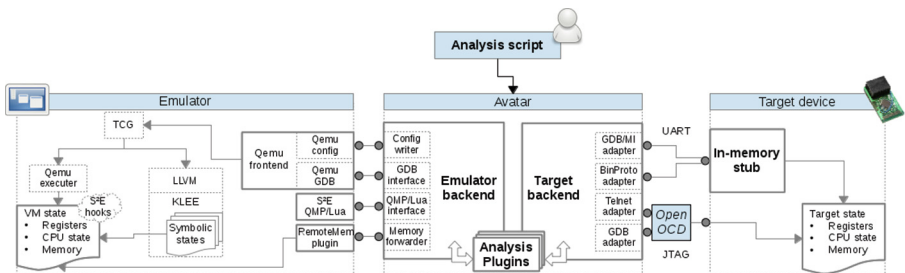 Analysis script
Emulator
Avatar
Target device
TCG
Qemu
executer
LLVM
KLEE
S²E
hooks
VM state
• Registers
• CPU state
• Memory
Symbolic
states
Qemu
frontend
Qemu
config
Qemu
GDB
S²E
QMP/Lua
RemoteMem
plugin
Config
writer
GDB
interface
QMP/Lua
interface
Memory
forwarder
Emulator
backend
Target
backend
Analysis
Plugins
GDB/MI
adapter
BinProto
adapter
Telnet
adapter
GDB
adapter
UART
Open
OCD
JTAG
In-memory
stub
Target state
• Registers
• CPU state
• Memory